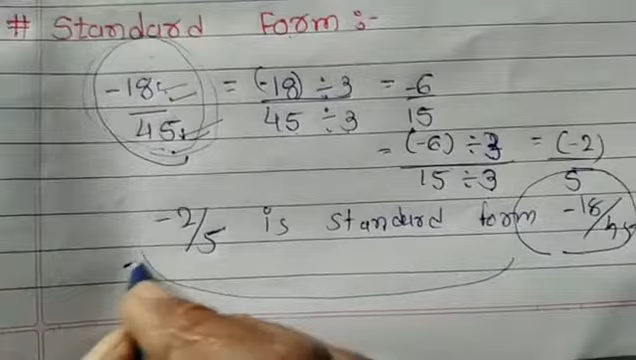 # Standard Form :-
-18/45 = (-18) ÷ 3 / 45 ÷ 3 = -6/15
= (-6) ÷ 3 / 15 ÷ 3 = (-2)/5
-2/5 is standard form -18/45